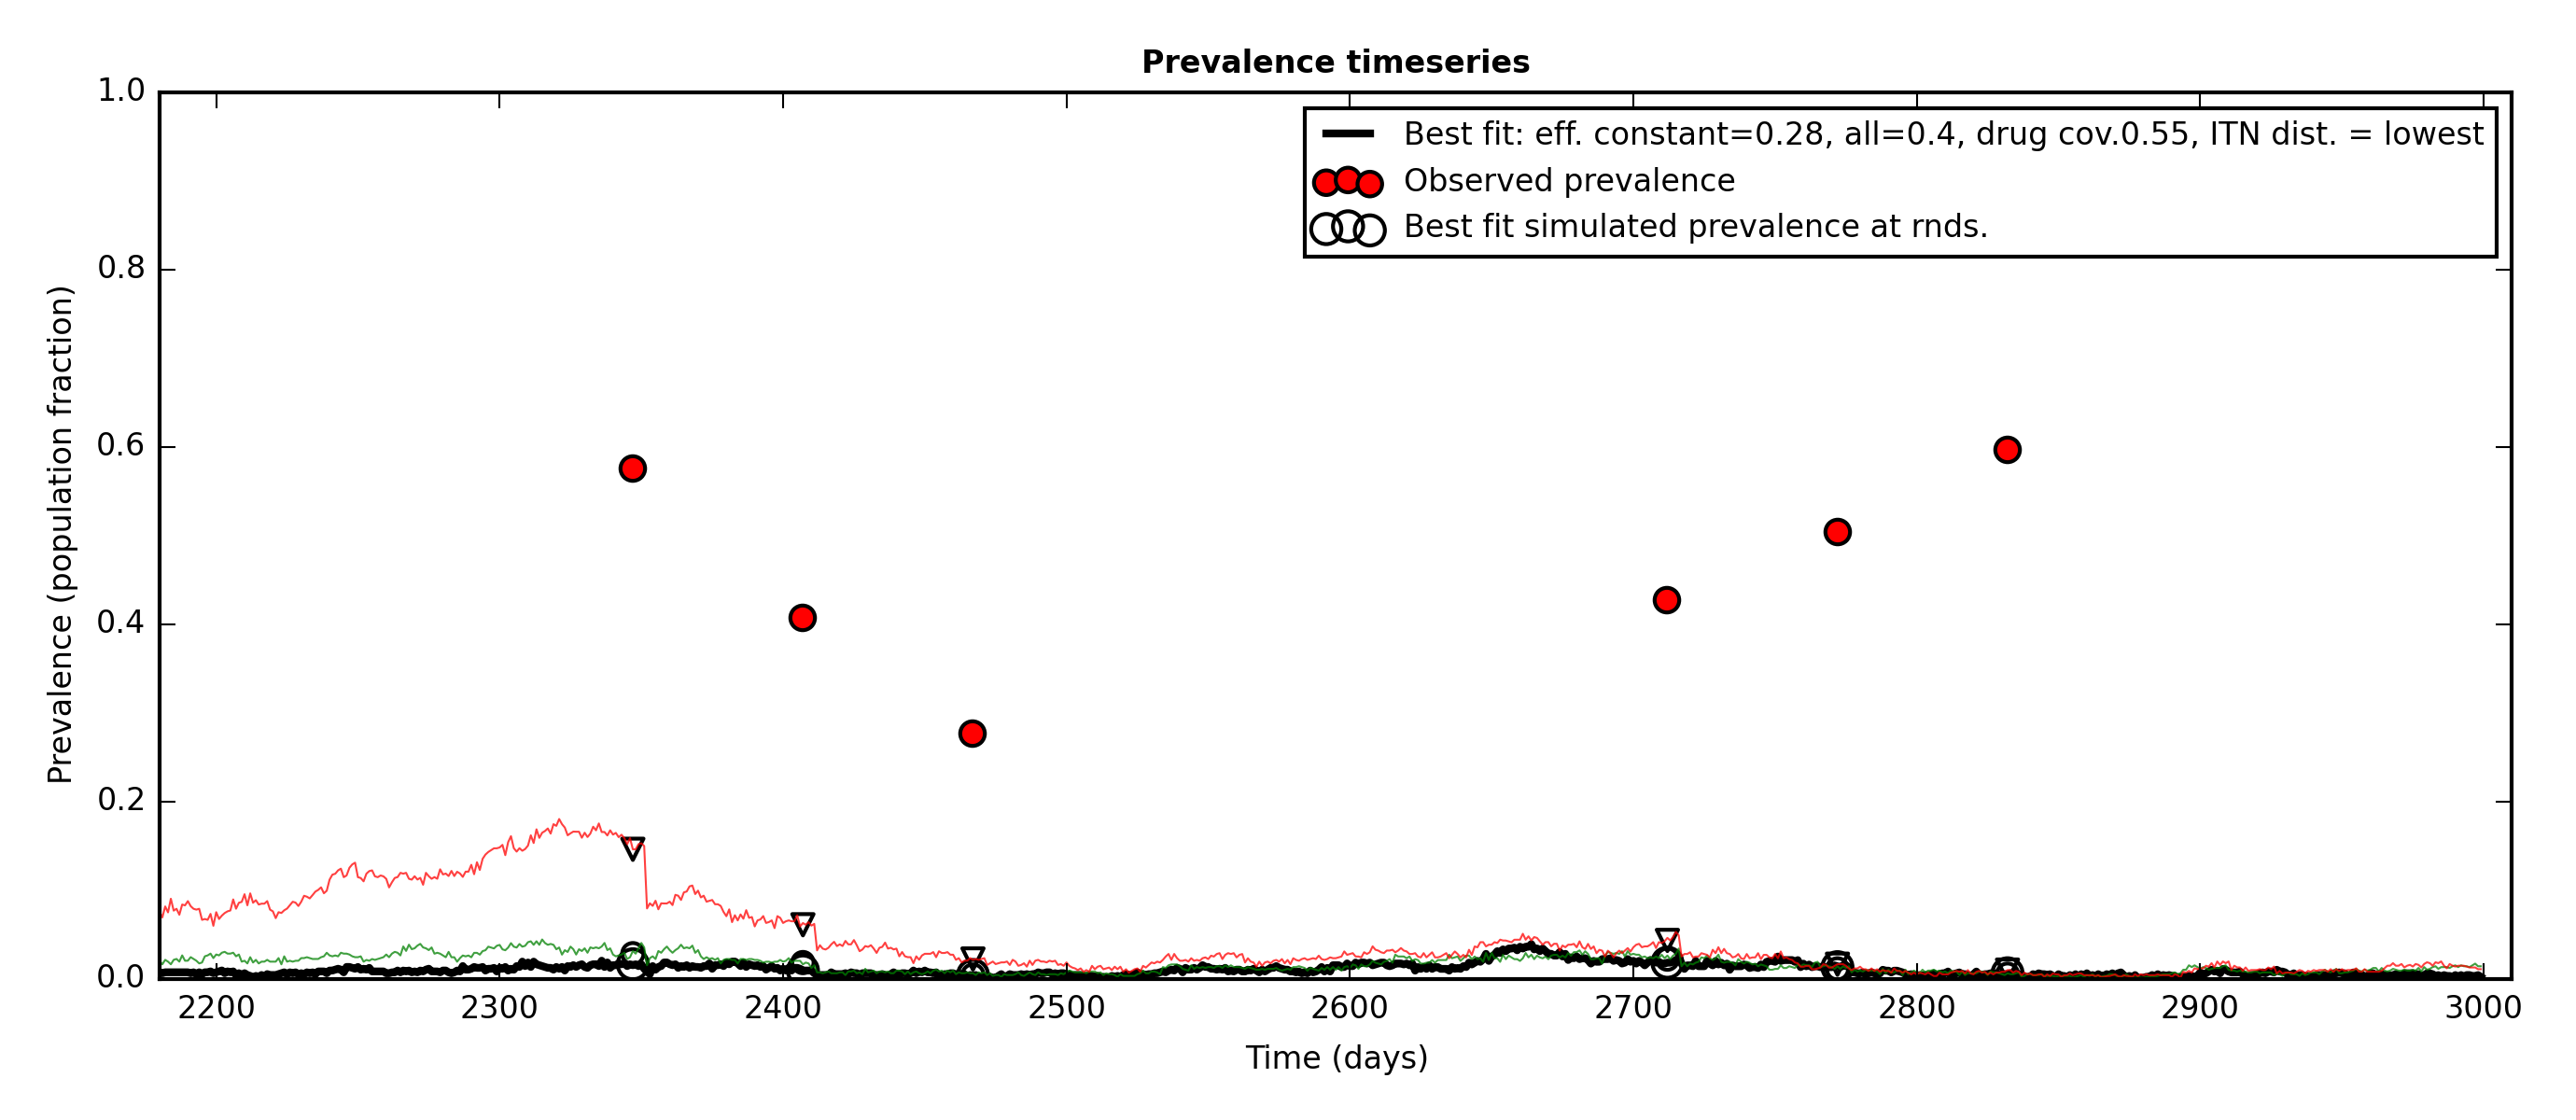 Prevalence timeseries
Best fit: eff. constant=0.28, all=0.4, drug cov.0.55, ITN dist. = lowest
Observed prevalence
Best fit simulated prevalence at rnds.
Prevalence (population fraction)
1.0
0.8
0.6
0.4
0.2
0.0
2200 2300 2400 2500 2600 2700 2800 2900 3000
Time (days)